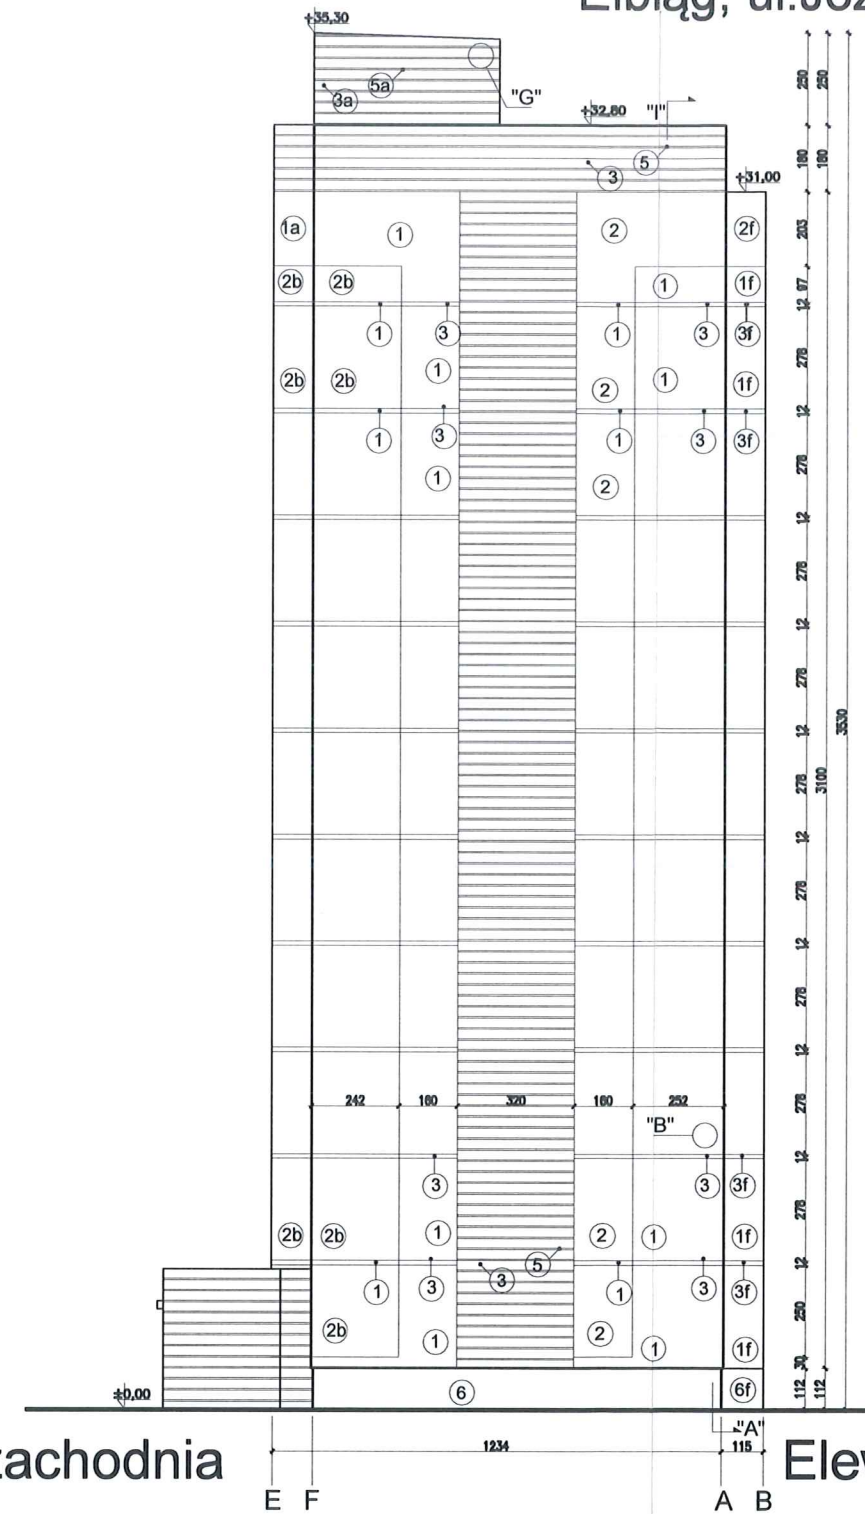 Elbląg, ul.Józ
+35,30
5a
3a
"G"
+32,80
"I"
5
3
+31,00
250 250
180 180
1a 1 2 2f 203
2b 2b 1 1f 97
12
1 3 1 3 3f
278
2b 2b 1 2 1 1f
12
1 3 1 3 3f
278
1 2
12
278
12
278
12
3530
278
3100
12
278
12
278
12
278
242 160 320 160 252
"B"
12
3 3 3f
278
2b 2b 1 2 1 1f
5
12
1 3 3 1 3 3f
250
2b 1 2 1 1f
30
±0,00
6 6f 112 112
"A"
zachodnia
1234 115
Elew
E F A B